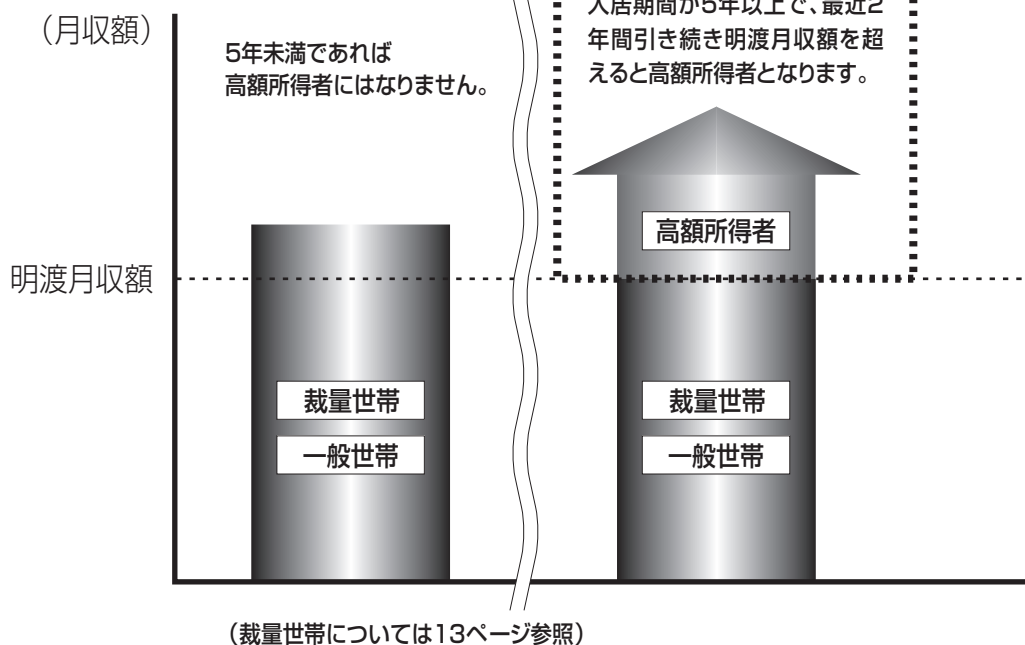 （月収額）
5年未満であれば
高額所得者にはなりません。
入居期間が5年以上で、最近2
年間引き続き明渡月収額を超
えると高額所得者となります。
高額所得者
明渡月収額
裁量世帯
一般世帯
裁量世帯
一般世帯
（裁量世帯については13ページ参照）